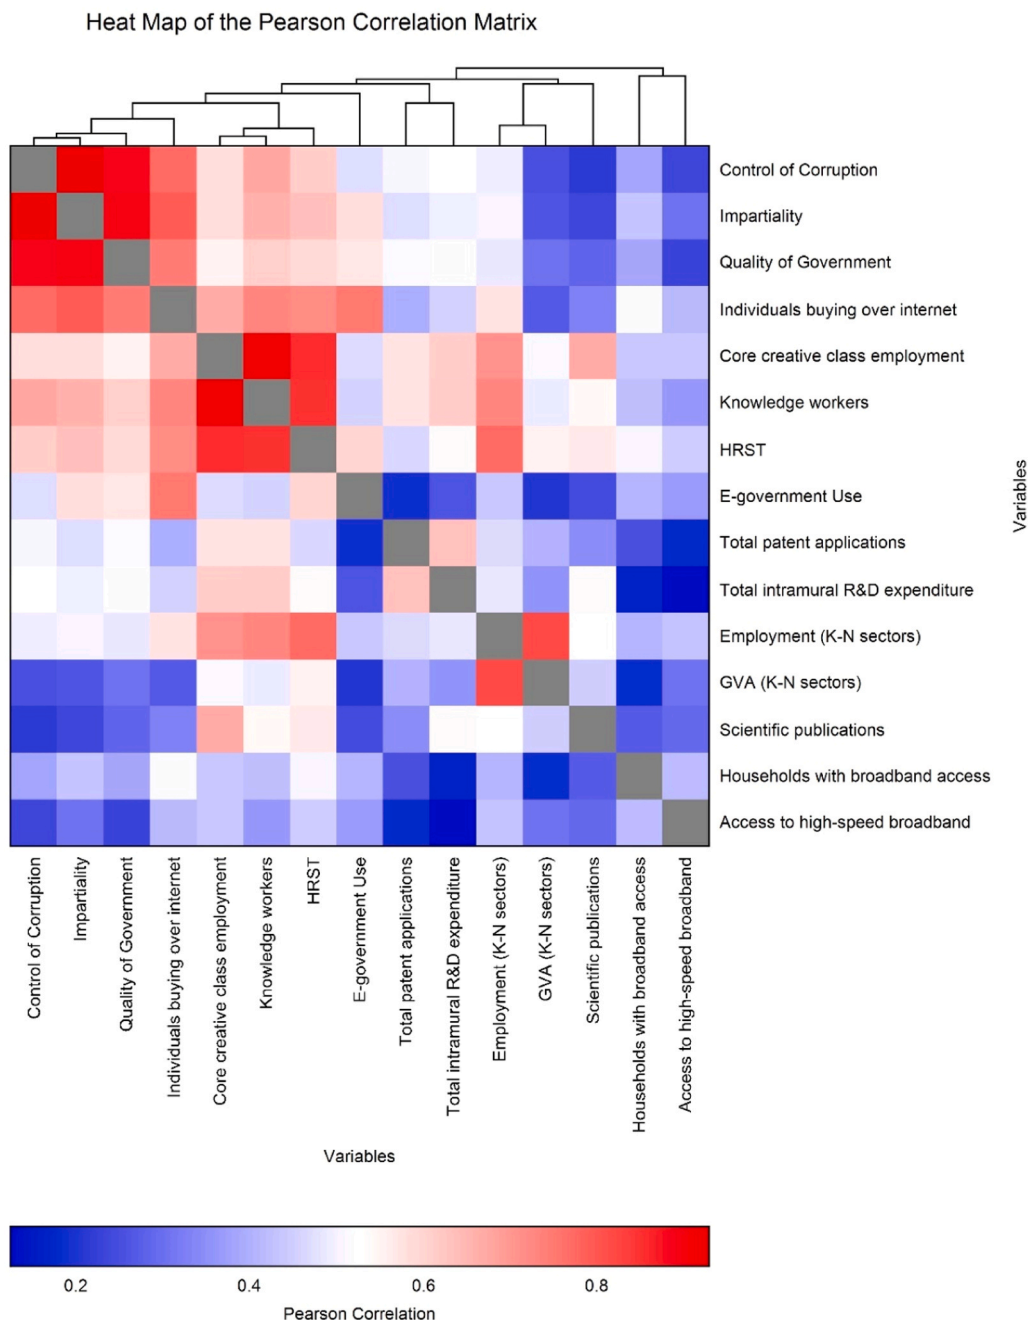 Heat Map of the Pearson Correlation Matrix
Control of Corruption
Impartiality
Quality of Government
Individuals buying over internet
Core creative class employment
Knowledge workers
HRST
E-government Use
Total patent applications
Total intramural R&D expenditure
Employment (K-N sectors)
GVA (K-N sectors)
Scientific publications
Households with broadband access
Access to high-speed broadband
Variables
Control of Corruption
Impartiality
Quality of Government
Individuals buying over internet
Core creative class employment
Knowledge workers
HRST
E-government Use
Total patent applications
Total intramural R&D expenditure
Employment (K-N sectors)
GVA (K-N sectors)
Scientific publications
Households with broadband access
Access to high-speed broadband
Variables
0.2 0.4 0.6 0.8
Pearson Correlation